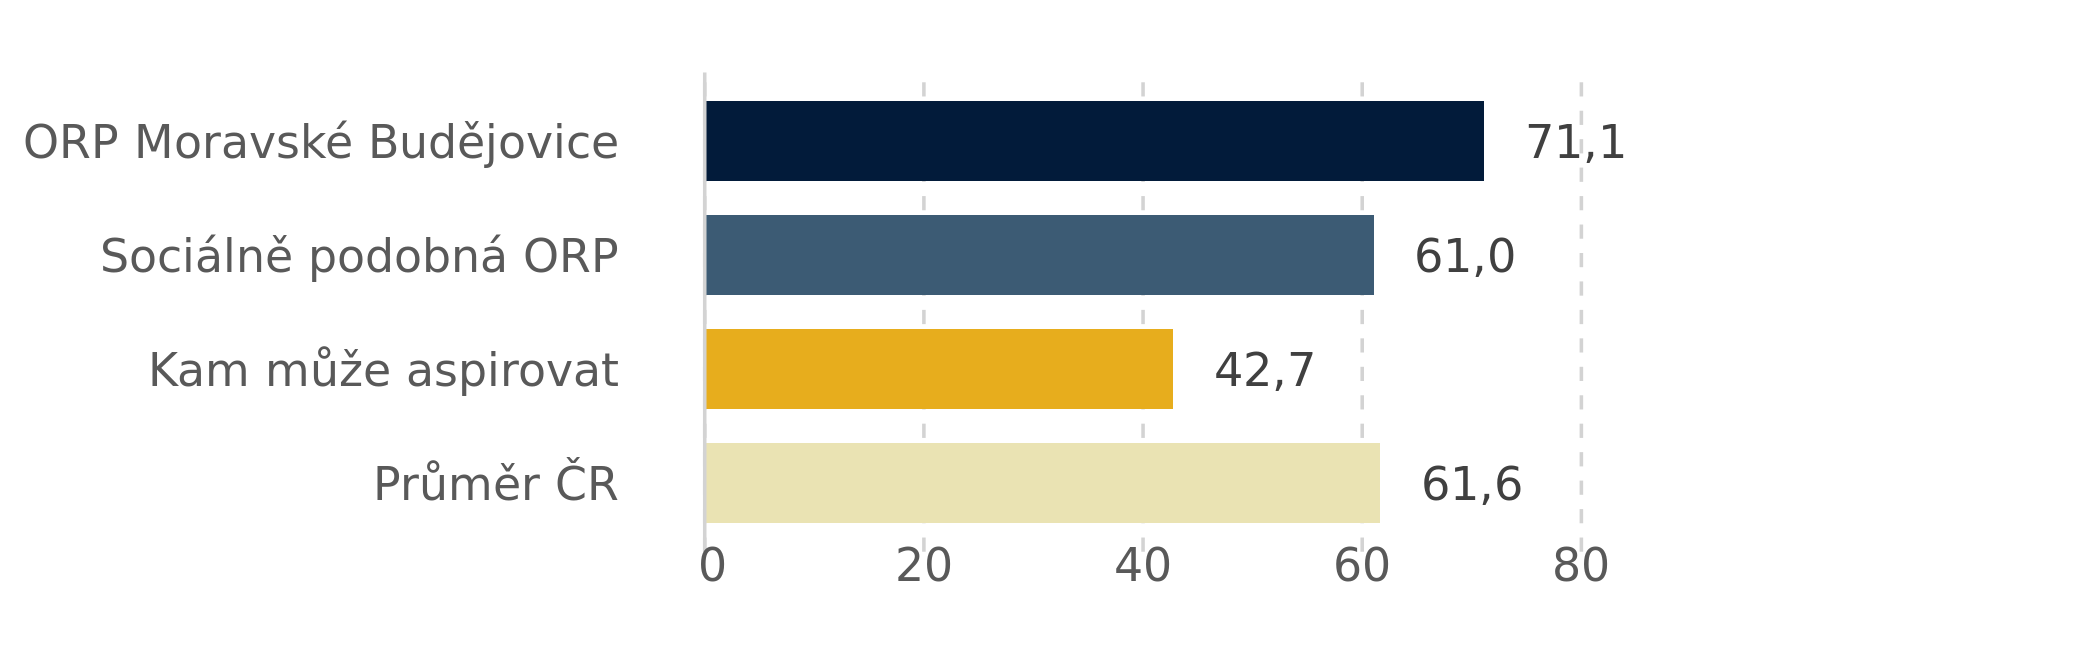 ORP Moravské Budějovice 71,1
Sociálně podobná ORP 61,0
Kam může aspirovat 42,7
Průměr ČR 61,6
0 20 40 60 80